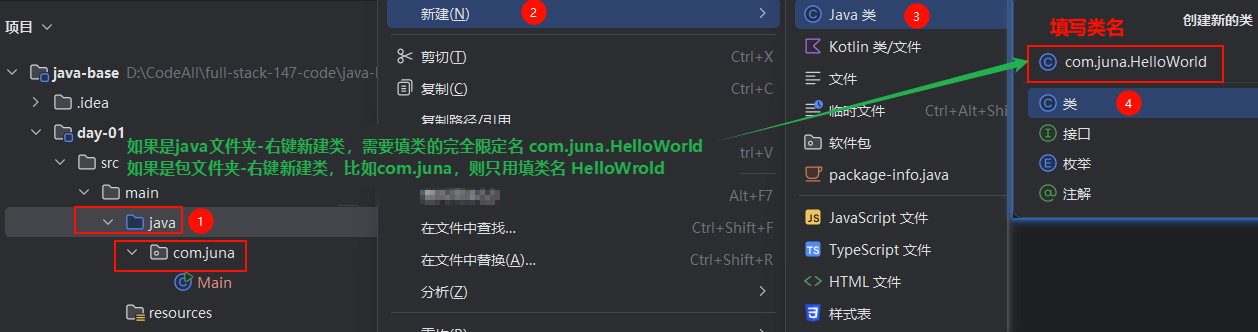 项目
java-base D:\CodeAll\full-stack-147-code\java-
.idea
day-01
src
main
java
1
com.juna
Main
resources
新建(N)
2
剪切(T) Ctrl+X
复制(C) Ctrl+C
复制路径/引用
trl+V
Alt+F7
在文件中查找... Ctrl+Shift+F
在文件中替换(A)... Ctrl+Shift+R
分析(Z)
如果是java文件夹-右键新建类，需要填类的完全限定名 com.juna.HelloWorld
如果是包文件夹-右键新建类，比如com.juna，则只用填类名 HelloWrold
Java 类
3
Kotlin 类/文件
文件
临时文件 Ctrl+Alt+Shi
软件包
package-info.java
JavaScript 文件
TypeScript 文件
HTML 文件
样式表
创建新的类
填写类名
com.juna.HelloWorld
类
4
接口
枚举
注解